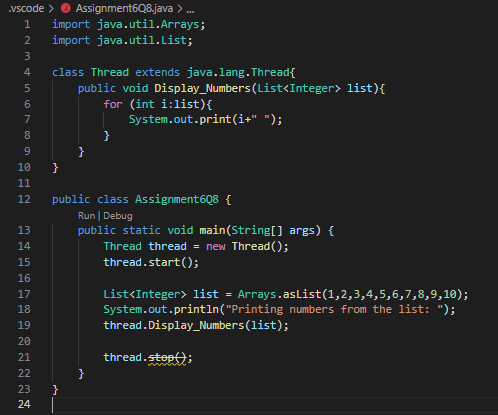 .vscode > Assignment6Q8.java > ...
1 import java.util.Arrays;
2 import java.util.List;
3
4 class Thread extends java.lang.Thread{
5     public void Display_Numbers(List<Integer> list){
6         for (int i:list){
7             System.out.print(i+" ");
8         }
9     }
10 }
11
12 public class Assignment6Q8 {
Run | Debug
13     public static void main(String[] args) {
14         Thread thread = new Thread();
15         thread.start();
16
17         List<Integer> list = Arrays.asList(1,2,3,4,5,6,7,8,9,10);
18         System.out.println("Printing numbers from the list: ");
19         thread.Display_Numbers(list);
20
21         thread.stop();
22     }
23 }
24